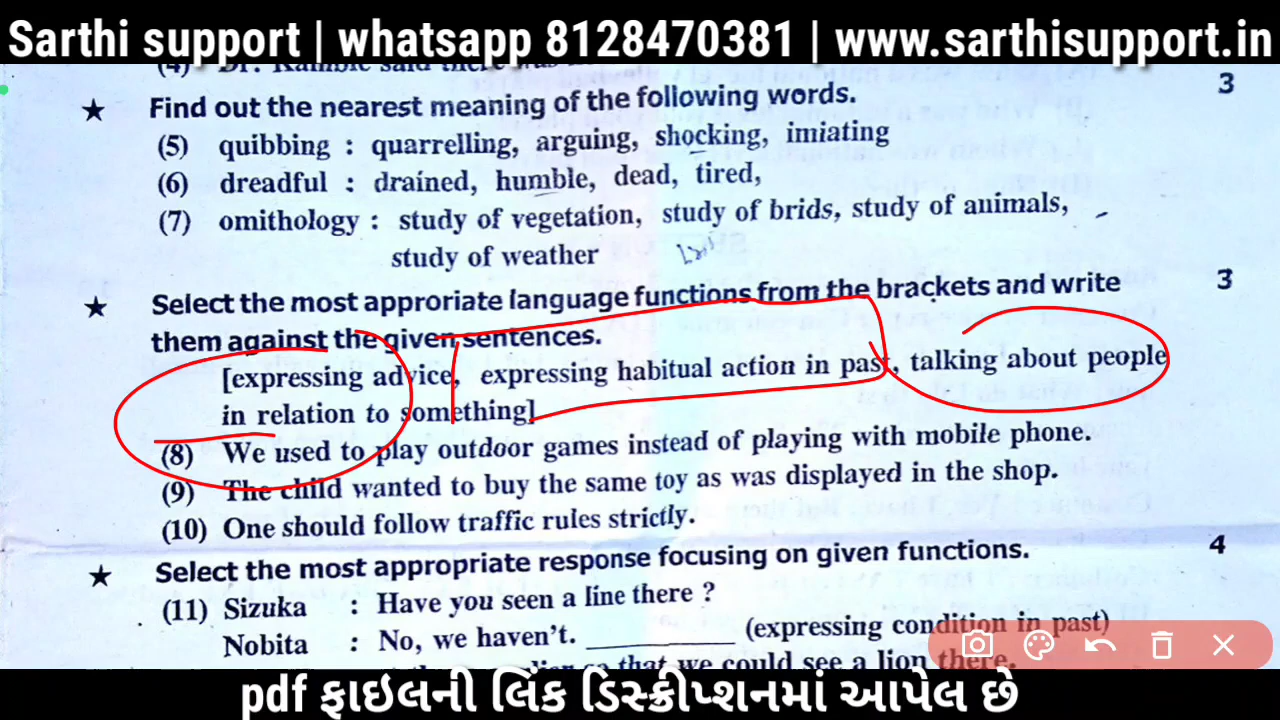 Sarthi support | whatsapp 8128470381 | www.sarthisupport.in
3
★ Find out the nearest meaning of the following words.
(5) quibbing : quarrelling, arguing, shocking, imiating
(6) dreadful : drained, humble, dead, tired,
(7) omithology : study of vegetation, study of brids, study of animals,
study of weather
★ Select the most approriate language functions from the brackets and write 3
them against the given sentences.
[expressing advice, expressing habitual action in past, talking about people
in relation to something]
(8) We used to play outdoor games instead of playing with mobile phone.
(9) The child wanted to buy the same toy as was displayed in the shop.
(10) One should follow traffic rules strictly.
★ Select the most appropriate response focusing on given functions. 4
(11) Sizuka : Have you seen a line there ?
Nobita : No, we haven't. __________ (expressing condition in past)
so that we could see a lion there.
pdf ફાઇલની લિંક ડિસ્ક્રીપ્શનમાં આપેલ છે